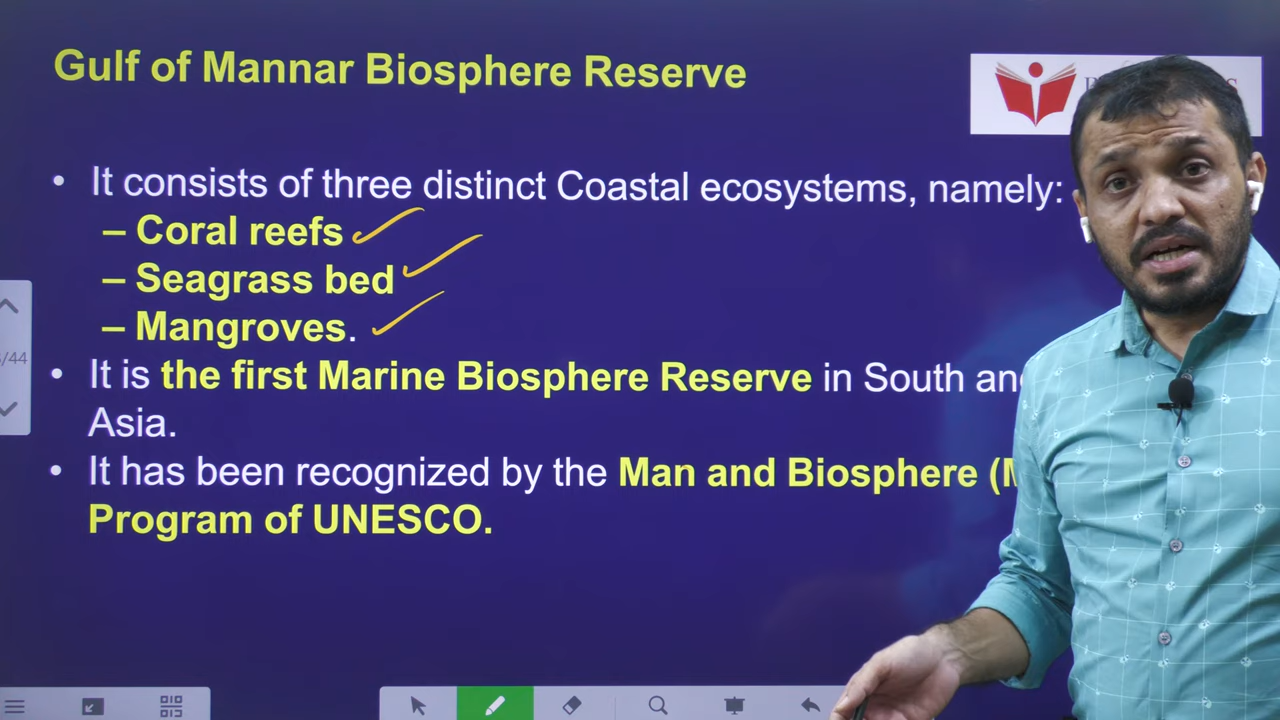 Gulf of Mannar Biosphere Reserve
• It consists of three distinct Coastal ecosystems, namely:
– Coral reefs
– Seagrass bed
– Mangroves.
• It is the first Marine Biosphere Reserve in South
Asia.
• It has been recognized by the Man and Biosphere
Program of UNESCO.
/44